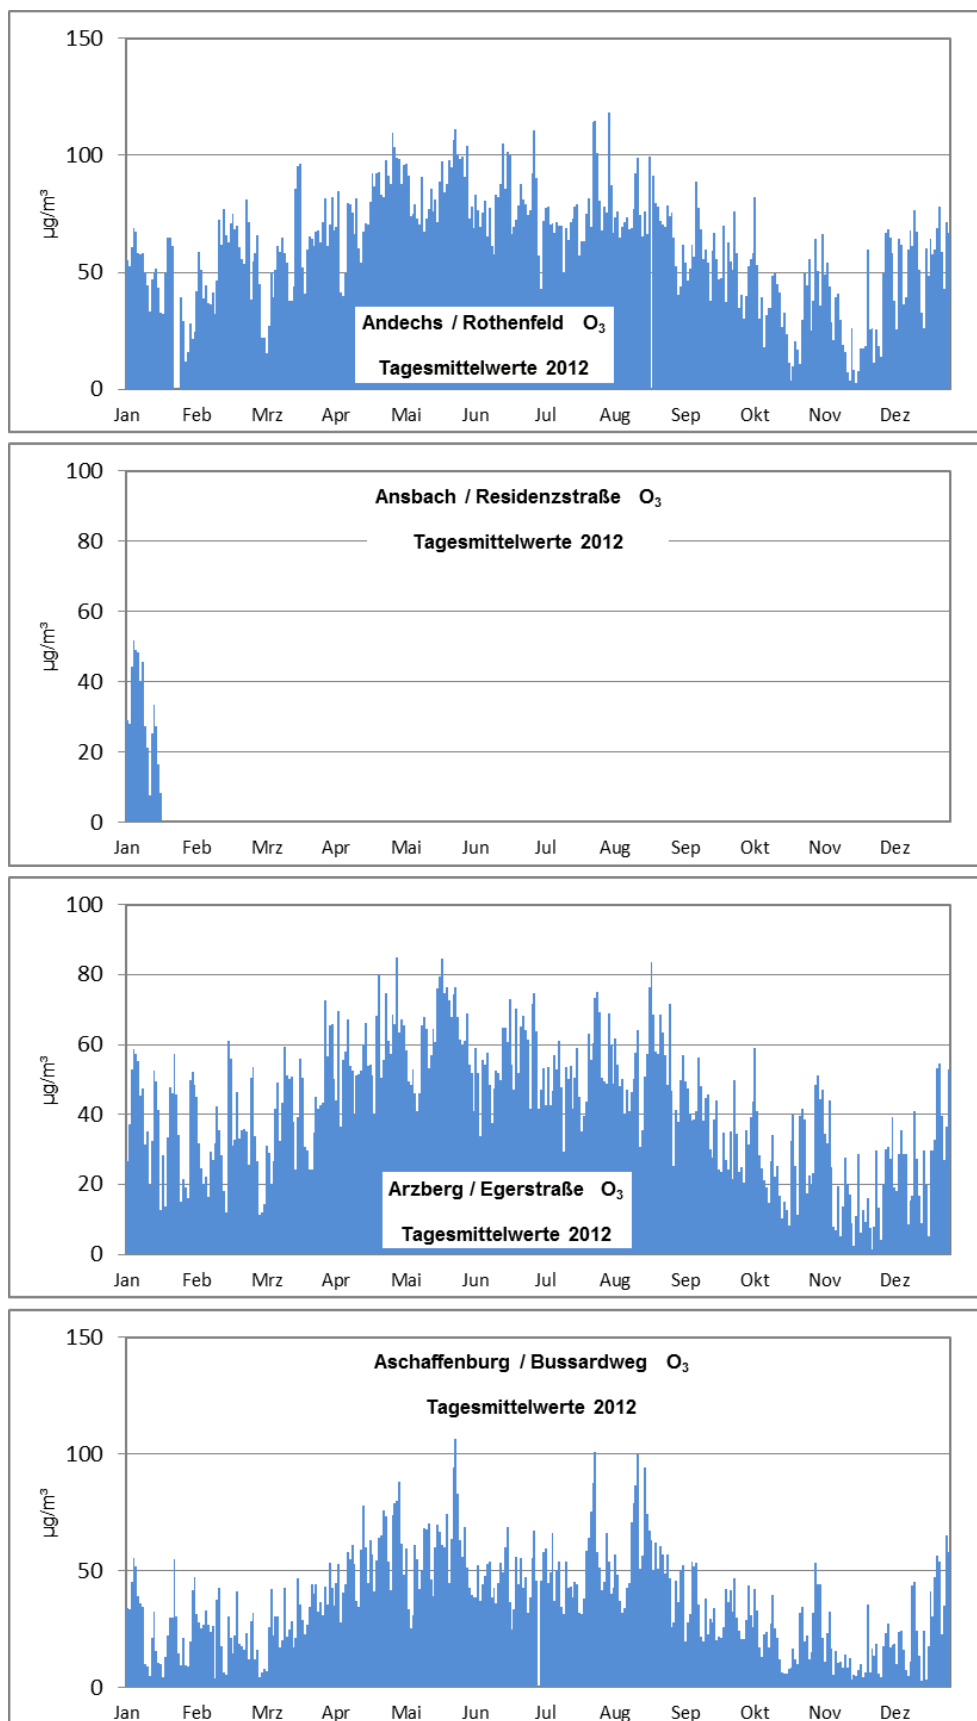 150
100
50
0
µg/m³
Andechs / Rothenfeld O₃
Tagesmittelwerte 2012
Jan Feb Mrz Apr Mai Jun Jul Aug Sep Okt Nov Dez
100
80
60
40
20
0
µg/m³
Ansbach / Residenzstraße O₃
Tagesmittelwerte 2012
Jan Feb Mrz Apr Mai Jun Jul Aug Sep Okt Nov Dez
100
80
60
40
20
0
µg/m³
Arzberg / Egerstraße O₃
Tagesmittelwerte 2012
Jan Feb Mrz Apr Mai Jun Jul Aug Sep Okt Nov Dez
150
100
50
0
µg/m³
Aschaffenburg / Bussardweg O₃
Tagesmittelwerte 2012
Jan Feb Mrz Apr Mai Jun Jul Aug Sep Okt Nov Dez